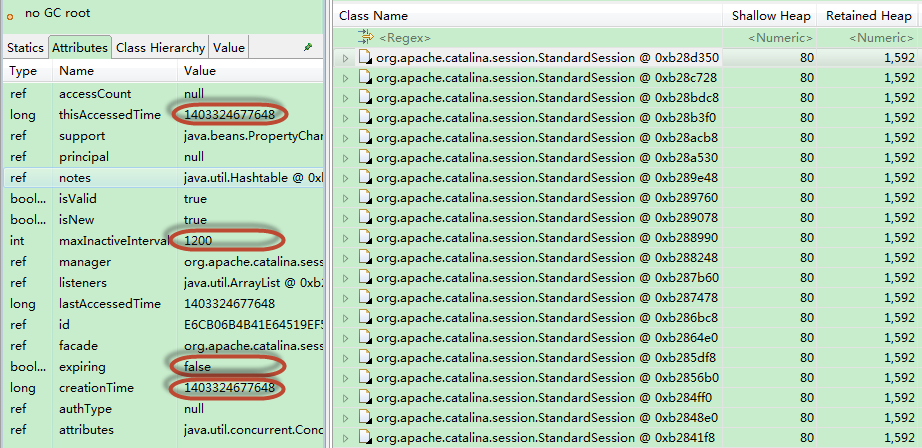 no GC root
Statics Attributes Class Hierarchy Value
Type Name Value
ref accessCount null
long thisAccessedTime 1403324677648
ref support java.beans.PropertyChar
ref principal null
ref notes java.util.Hashtable @ 0xb
bool... isValid true
bool... isNew true
int maxInactiveInterval 1200
ref manager org.apache.catalina.sess
ref listeners java.util.ArrayList @ 0xb2
long lastAccessedTime 1403324677648
ref id E6CB06B4B41E64519EF5
ref facade org.apache.catalina.sess
bool... expiring false
long creationTime 1403324677648
ref authType null
ref attributes java.util.concurrent.Conc
Class Name Shallow Heap Retained Heap
<Regex> <Numeric> <Numeric>
org.apache.catalina.session.StandardSession @ 0xb28d350 80 1,592
org.apache.catalina.session.StandardSession @ 0xb28c728 80 1,592
org.apache.catalina.session.StandardSession @ 0xb28bdc8 80 1,592
org.apache.catalina.session.StandardSession @ 0xb28b3f0 80 1,592
org.apache.catalina.session.StandardSession @ 0xb28acb8 80 1,592
org.apache.catalina.session.StandardSession @ 0xb28a530 80 1,592
org.apache.catalina.session.StandardSession @ 0xb289e48 80 1,592
org.apache.catalina.session.StandardSession @ 0xb289760 80 1,592
org.apache.catalina.session.StandardSession @ 0xb289078 80 1,592
org.apache.catalina.session.StandardSession @ 0xb288990 80 1,592
org.apache.catalina.session.StandardSession @ 0xb288248 80 1,592
org.apache.catalina.session.StandardSession @ 0xb287b60 80 1,592
org.apache.catalina.session.StandardSession @ 0xb287478 80 1,592
org.apache.catalina.session.StandardSession @ 0xb286bc8 80 1,592
org.apache.catalina.session.StandardSession @ 0xb2864e0 80 1,592
org.apache.catalina.session.StandardSession @ 0xb285df8 80 1,592
org.apache.catalina.session.StandardSession @ 0xb2856b0 80 1,592
org.apache.catalina.session.StandardSession @ 0xb284ff0 80 1,592
org.apache.catalina.session.StandardSession @ 0xb2848e0 80 1,592
org.apache.catalina.session.StandardSession @ 0xb2841f8 80 1,592